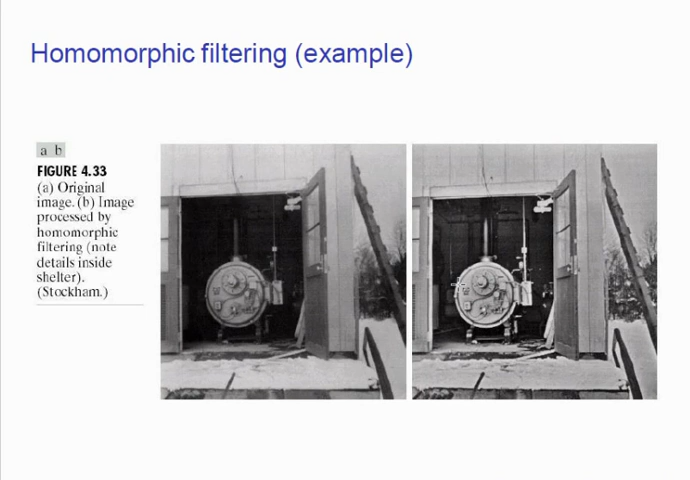 Homomorphic filtering (example)
a b
FIGURE 4.33
(a) Original
image. (b) Image
processed by
homomorphic
filtering (note
details inside
shelter).
(Stockham.)